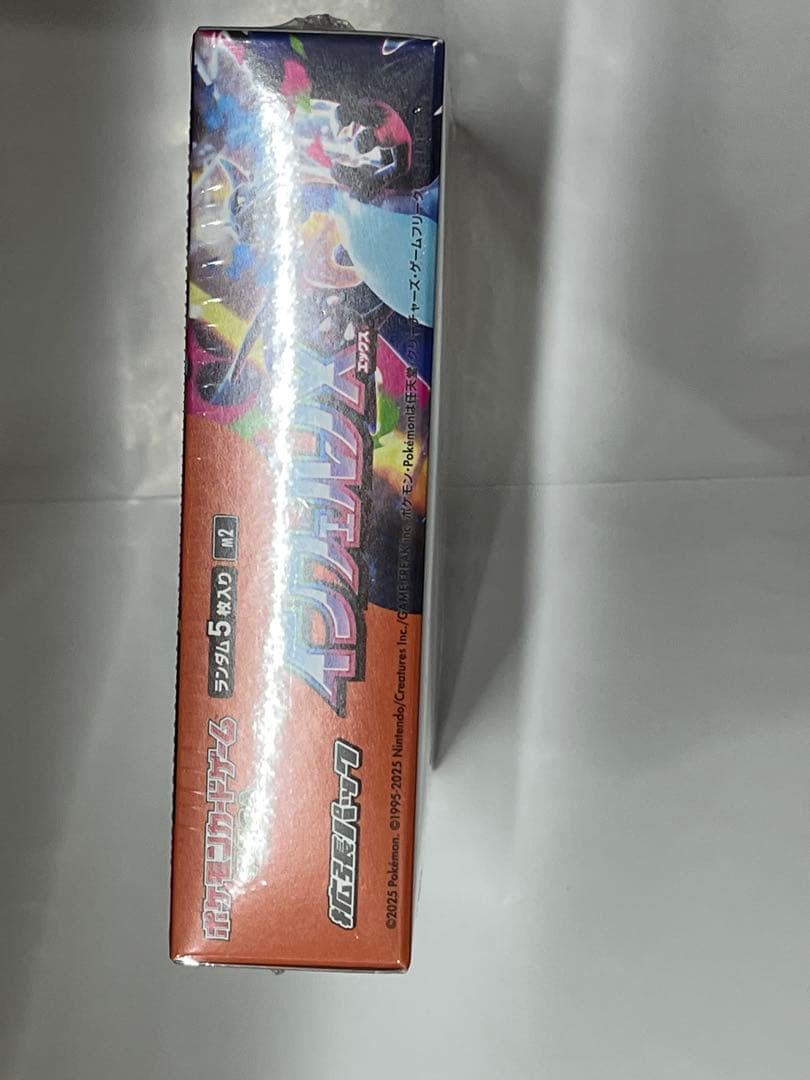 ポケモンカードゲーム
ランダム5枚入り
M2
拡張パック
インフェルノX
エックス
©2025 Pokémon. ©1995-2025 Nintendo/Creatures Inc./GAME FREAK inc. ポケモン・Pokémonは任天堂・クリーチャーズ・ゲームフリーク